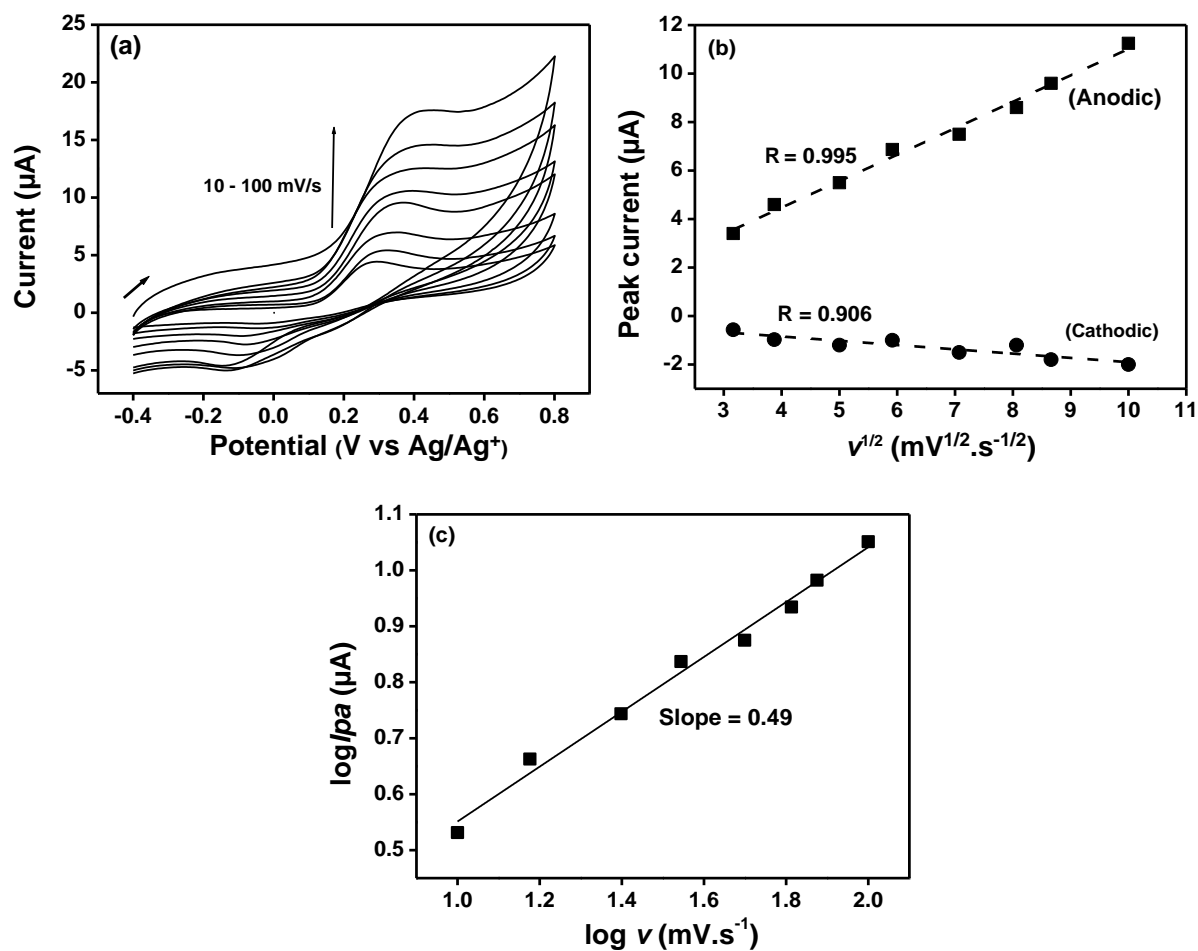 (a)
25
20
15
10
5
0
-5
Current (µA)
10 - 100 mV/s
-0.4 -0.2 0.0 0.2 0.4 0.6 0.8
Potential (V vs Ag/Ag⁺)
(b)
12
10
8
6
4
2
0
-2
Peak current (µA)
(Anodic)
R = 0.995
R = 0.906
(Cathodic)
3 4 5 6 7 8 9 10 11
ν¹/² (mV¹/².s⁻¹/²)
(c)
1.1
1.0
0.9
0.8
0.7
0.6
0.5
logIpa (µA)
Slope = 0.49
1.0 1.2 1.4 1.6 1.8 2.0
log ν (mV.s⁻¹)